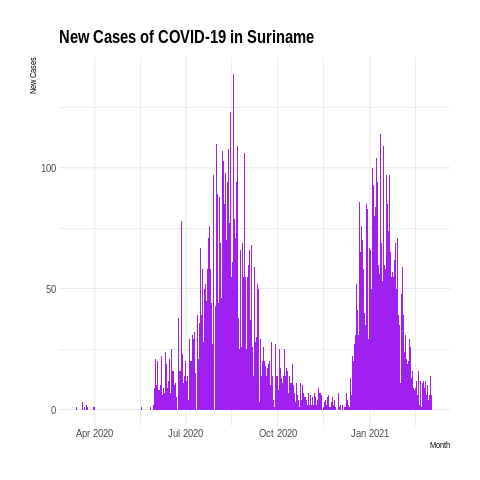 New Cases of COVID-19 in Suriname
New Cases
100
50
0
Apr 2020
Jul 2020
Oct 2020
Jan 2021
Month